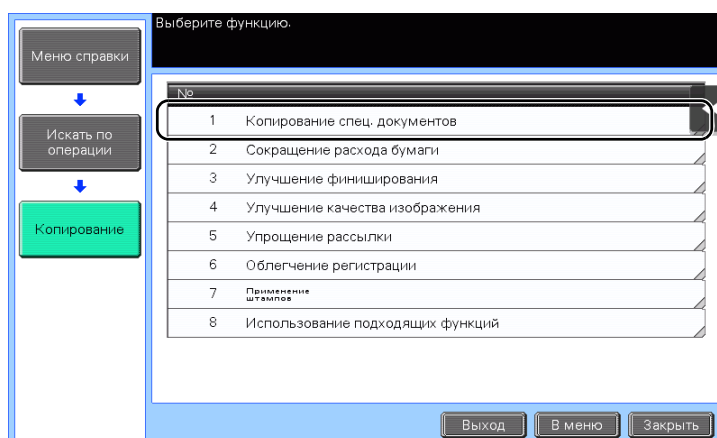 Выберите функцию.
Меню справки
Искать по
операции
Копирование
№
1 Копирование спец. документов
2 Сокращение расхода бумаги
3 Улучшение финиширования
4 Улучшение качества изображения
5 Упрощение рассылки
6 Облегчение регистрации
7 Применение
штампов
8 Использование подходящих функций
Выход В меню Закрыть